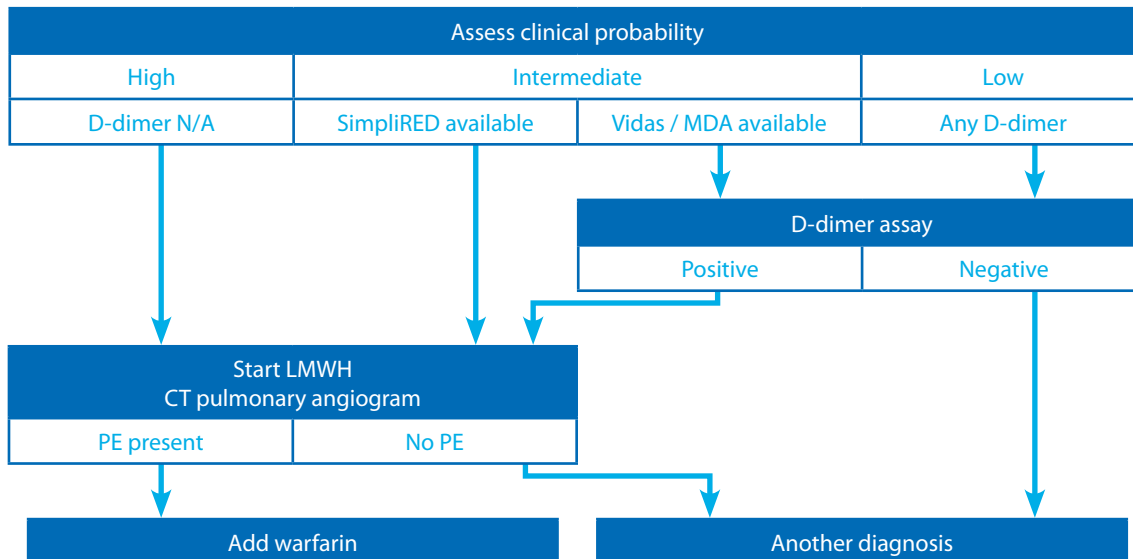 Assess clinical probability
High
Intermediate
Low
D-dimer N/A
SimpliRED available
Vidas / MDA available
Any D-dimer
D-dimer assay
Positive
Negative
Start LMWH
CT pulmonary angiogram
PE present
No PE
Add warfarin
Another diagnosis